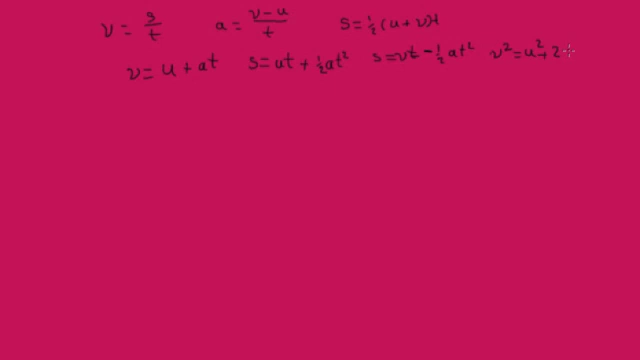 v = s/t a = v-u/t s = ½(u+v)t
v = u + at s = ut + ½at² s = vt - ½at² v² = u² + 2